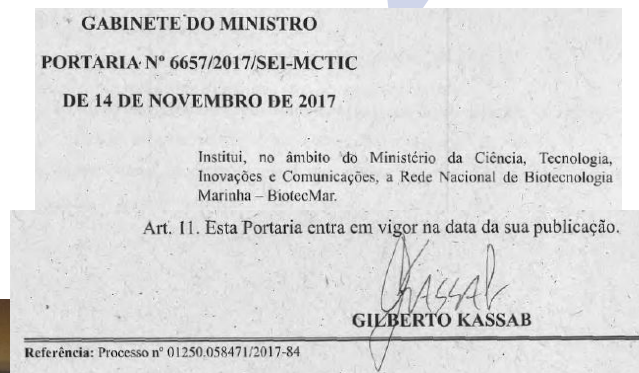 GABINETE DO MINISTRO
PORTARIA Nº 6657/2017/SEI-MCTIC
DE 14 DE NOVEMBRO DE 2017
Institui, no âmbito do Ministério da Ciência, Tecnologia,
Inovações e Comunicações, a Rede Nacional de Biotecnologia
Marinha – BiotecMar.
Art. 11. Esta Portaria entra em vigor na data da sua publicação.
Kassab
GILBERTO KASSAB
Referência: Processo nº 01250.058471/2017-84